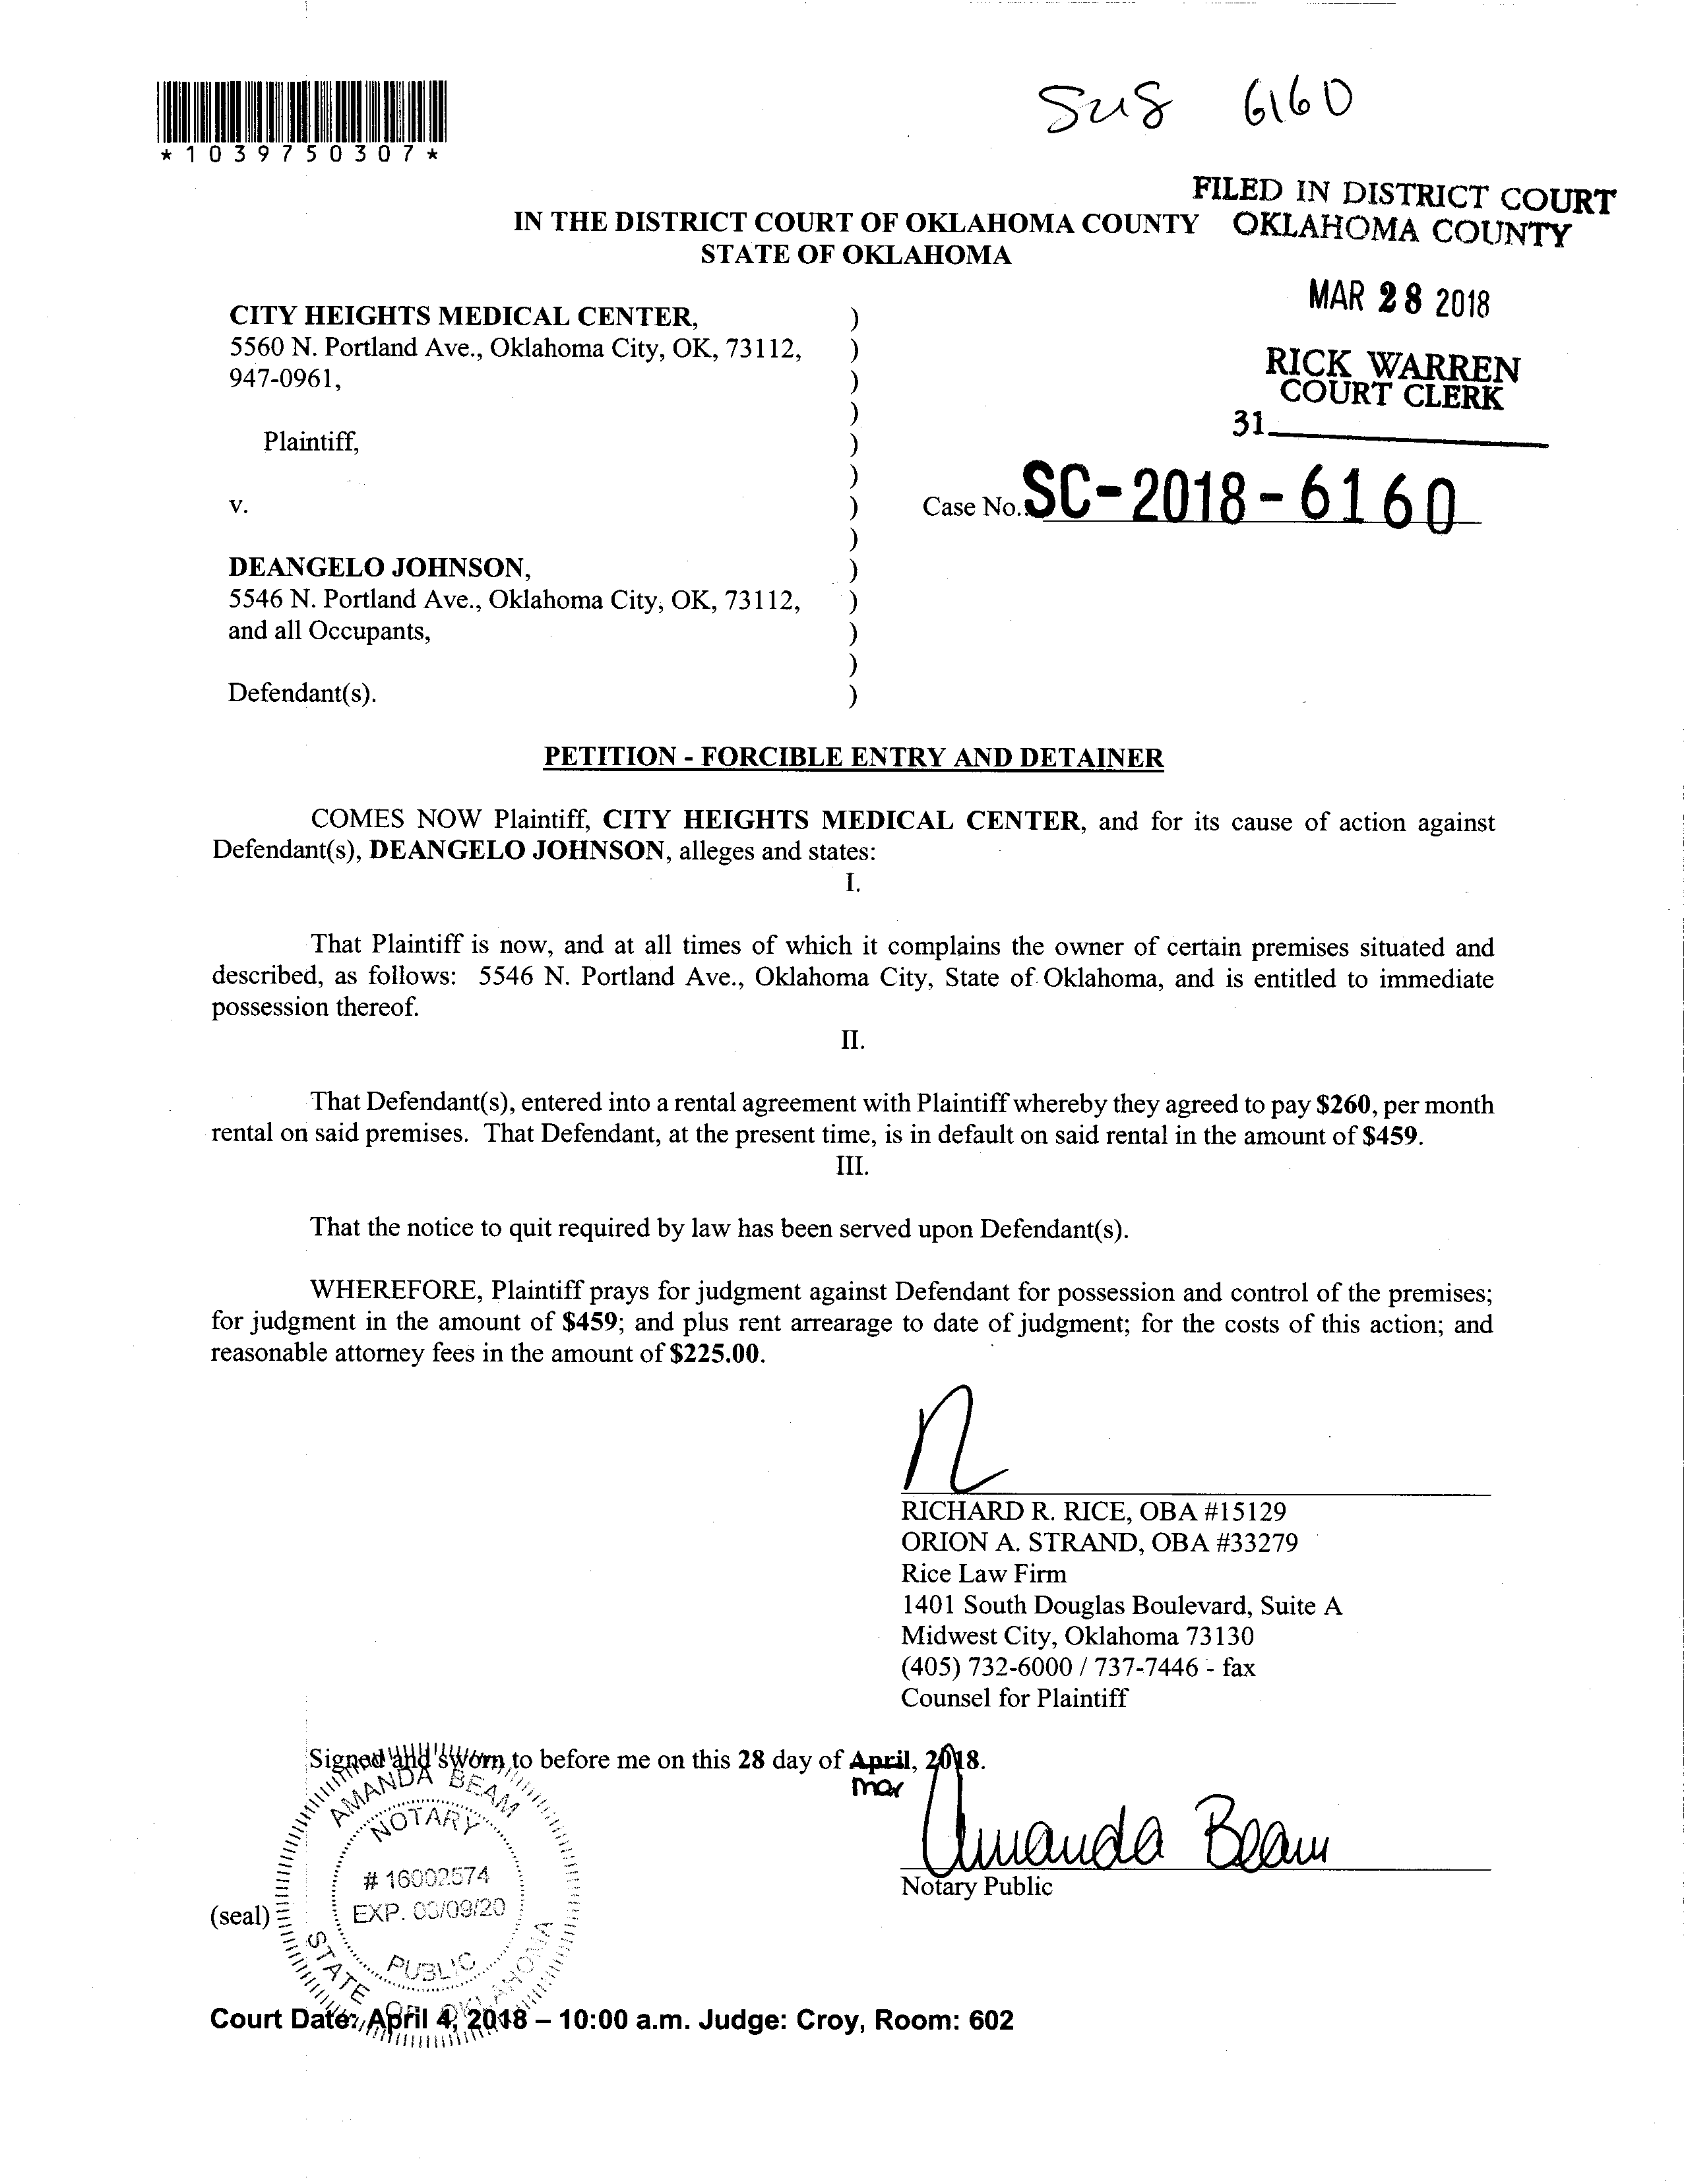 *1039750307*
6160
FILED IN DISTRICT COURT
OKLAHOMA COUNTY
IN THE DISTRICT COURT OF OKLAHOMA COUNTY
STATE OF OKLAHOMA
MAR 28 2018
RICK WARREN
COURT CLERK
31
CITY HEIGHTS MEDICAL CENTER, )
5560 N. Portland Ave., Oklahoma City, OK, 73112, )
947-0961, )
)
Plaintiff, )
)
v. ) Case No.: SC-2018-6160
)
DEANGELO JOHNSON, )
5546 N. Portland Ave., Oklahoma City, OK, 73112, )
and all Occupants, )
)
Defendant(s). )
PETITION - FORCIBLE ENTRY AND DETAINER
COMES NOW Plaintiff, CITY HEIGHTS MEDICAL CENTER, and for its cause of action against
Defendant(s), DEANGELO JOHNSON, alleges and states:
I.
That Plaintiff is now, and at all times of which it complains the owner of certain premises situated and
described, as follows: 5546 N. Portland Ave., Oklahoma City, State of Oklahoma, and is entitled to immediate
possession thereof.
II.
That Defendant(s), entered into a rental agreement with Plaintiff whereby they agreed to pay $260, per month
rental on said premises. That Defendant, at the present time, is in default on said rental in the amount of $459.
III.
That the notice to quit required by law has been served upon Defendant(s).
WHEREFORE, Plaintiff prays for judgment against Defendant for possession and control of the premises;
for judgment in the amount of $459; and plus rent arrearage to date of judgment; for the costs of this action; and
reasonable attorney fees in the amount of $225.00.
RICHARD R. RICE, OBA #15129
ORION A. STRAND, OBA #33279
Rice Law Firm
1401 South Douglas Boulevard, Suite A
Midwest City, Oklahoma 73130
(405) 732-6000 / 737-7446 - fax
Counsel for Plaintiff
Signed and sworn to before me on this 28 day of April, 2018.
mar
Amanda Beam
Notary Public
AMANDA BEAM
NOTARY
# 16002574
EXP. 03/09/20
PUBLIC
STATE OF OKLAHOMA
(seal)
Court Date: April 4, 2018 – 10:00 a.m. Judge: Croy, Room: 602